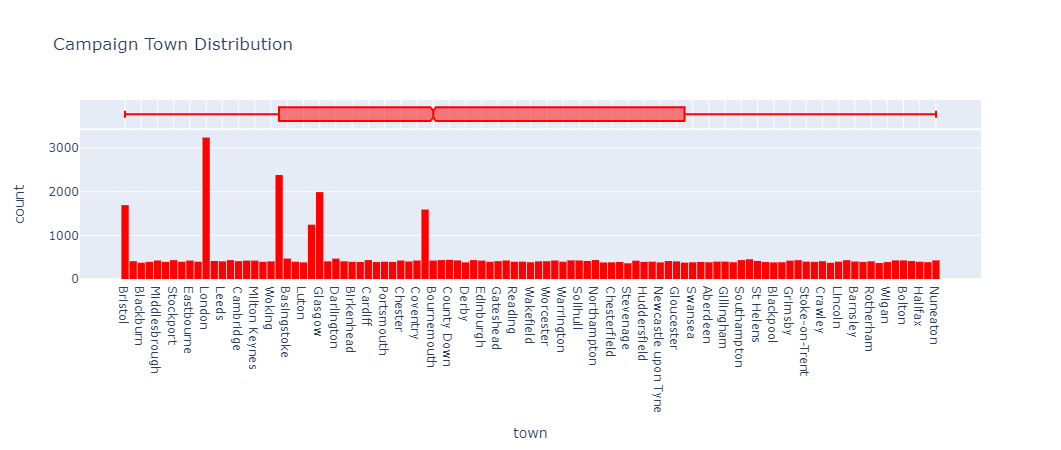 Campaign Town Distribution
count
3000
2000
1000
0
Bristol
Blackburn
Middlesbrough
Stockport
Eastbourne
London
Leeds
Cambridge
Milton Keynes
Woking
Basingstoke
Luton
Glasgow
Darlington
Birkenhead
Cardiff
Portsmouth
Chester
Coventry
Bournemouth
County Down
Derby
Edinburgh
Gateshead
Reading
Wakefield
Worcester
Warrington
Solihull
Northampton
Chesterfield
Stevenage
Huddersfield
Newcastle upon Tyne
Gloucester
Swansea
Aberdeen
Gillingham
Southampton
St Helens
Blackpool
Grimsby
Stoke-on-Trent
Crawley
Lincoln
Barnsley
Rotherham
Wigan
Bolton
Halifax
Nuneaton
town